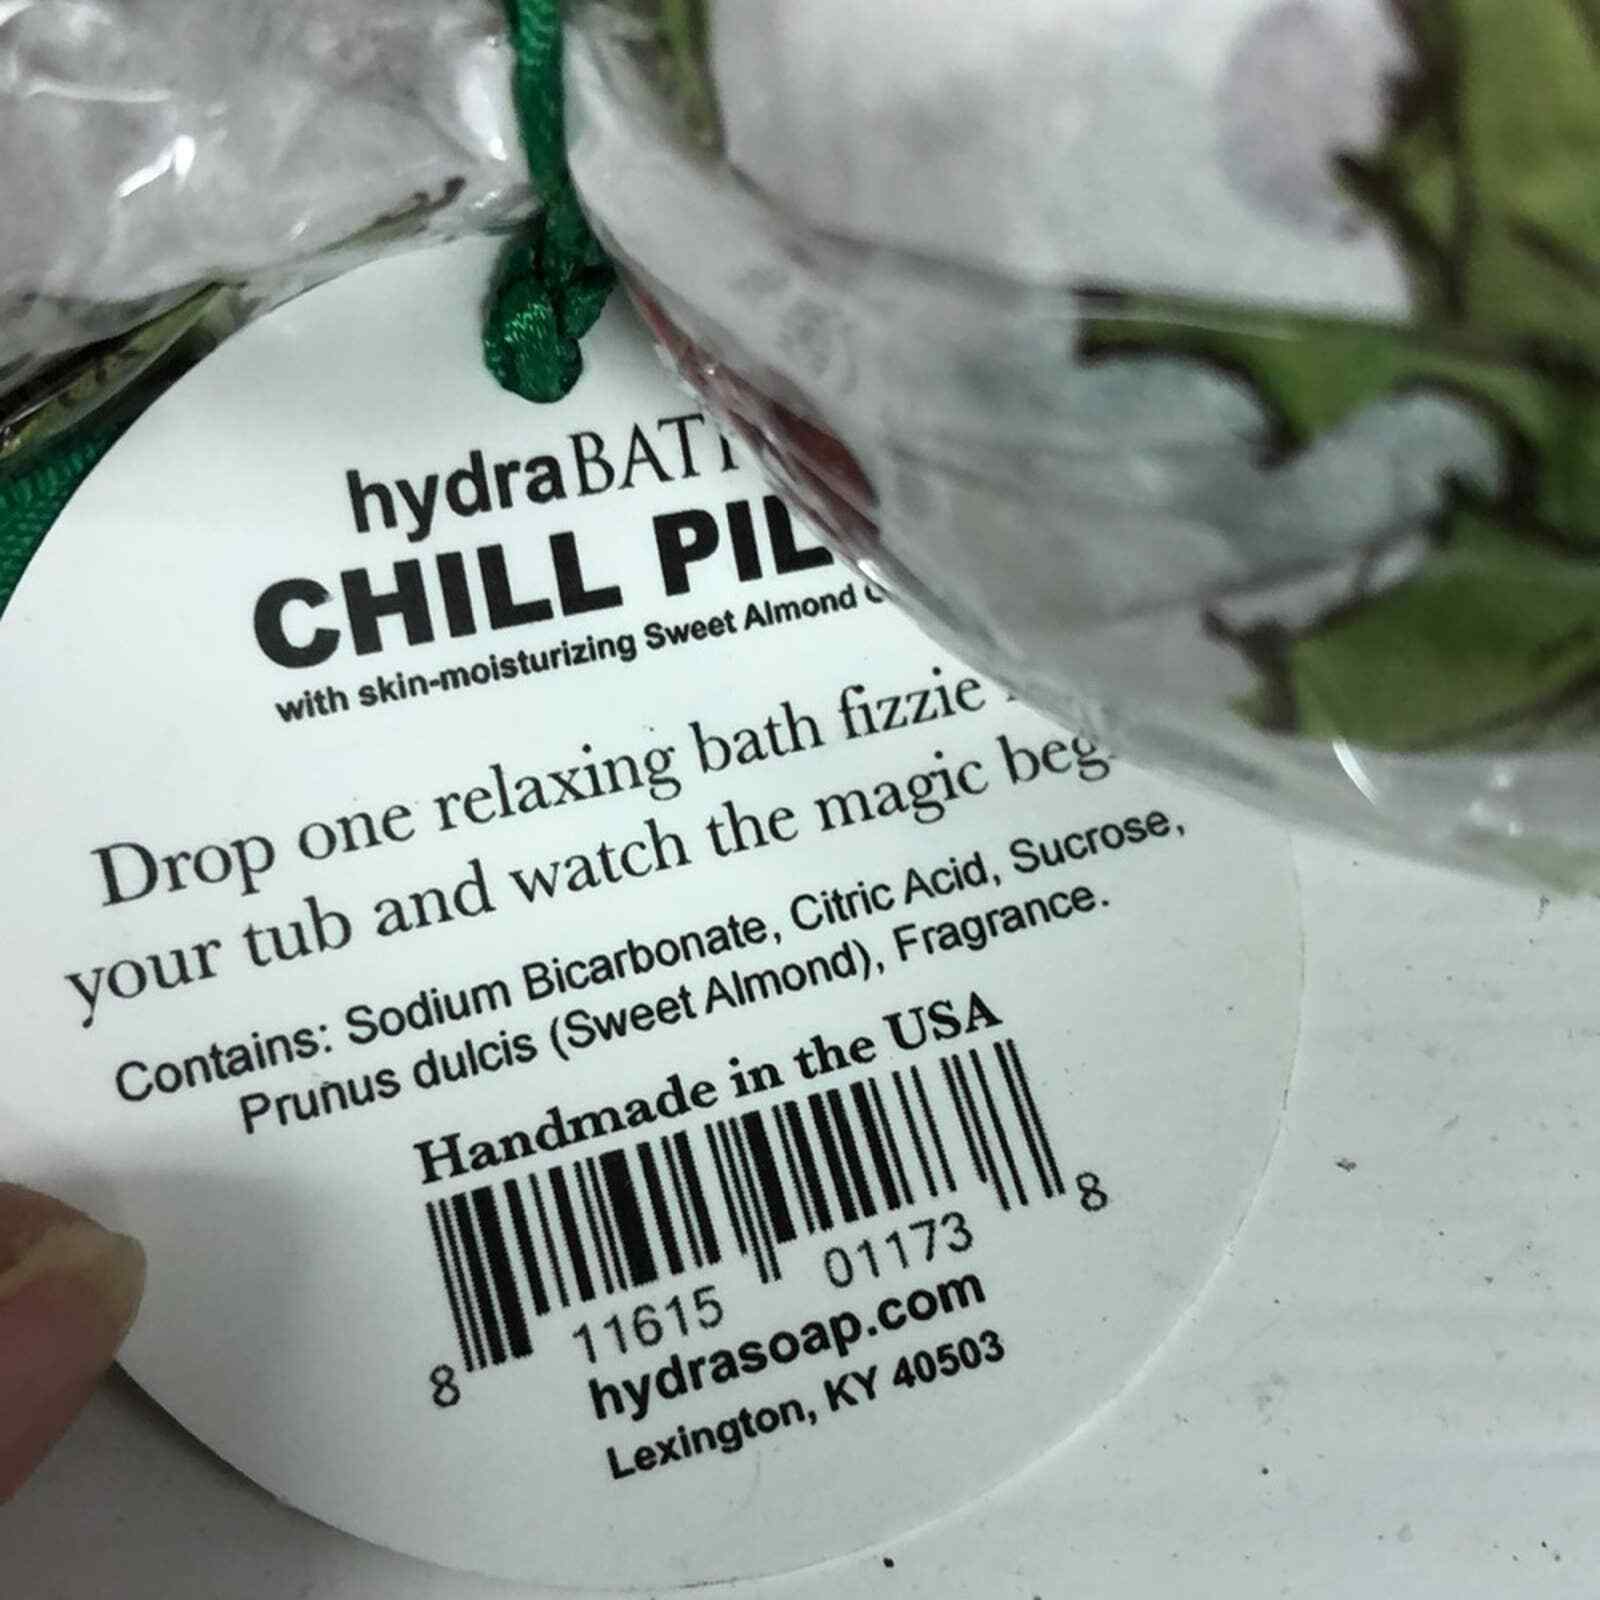 hydraBATH
CHILL PIL
with skin-moisturizing Sweet Almond
Drop one relaxing bath fizzie
your tub and watch the magic beg
Contains: Sodium Bicarbonate, Citric Acid, Sucrose,
Prunus dulcis (Sweet Almond), Fragrance.
Handmade in the USA
8 11615 01173 8
hydrasoap.com
Lexington, KY 40503